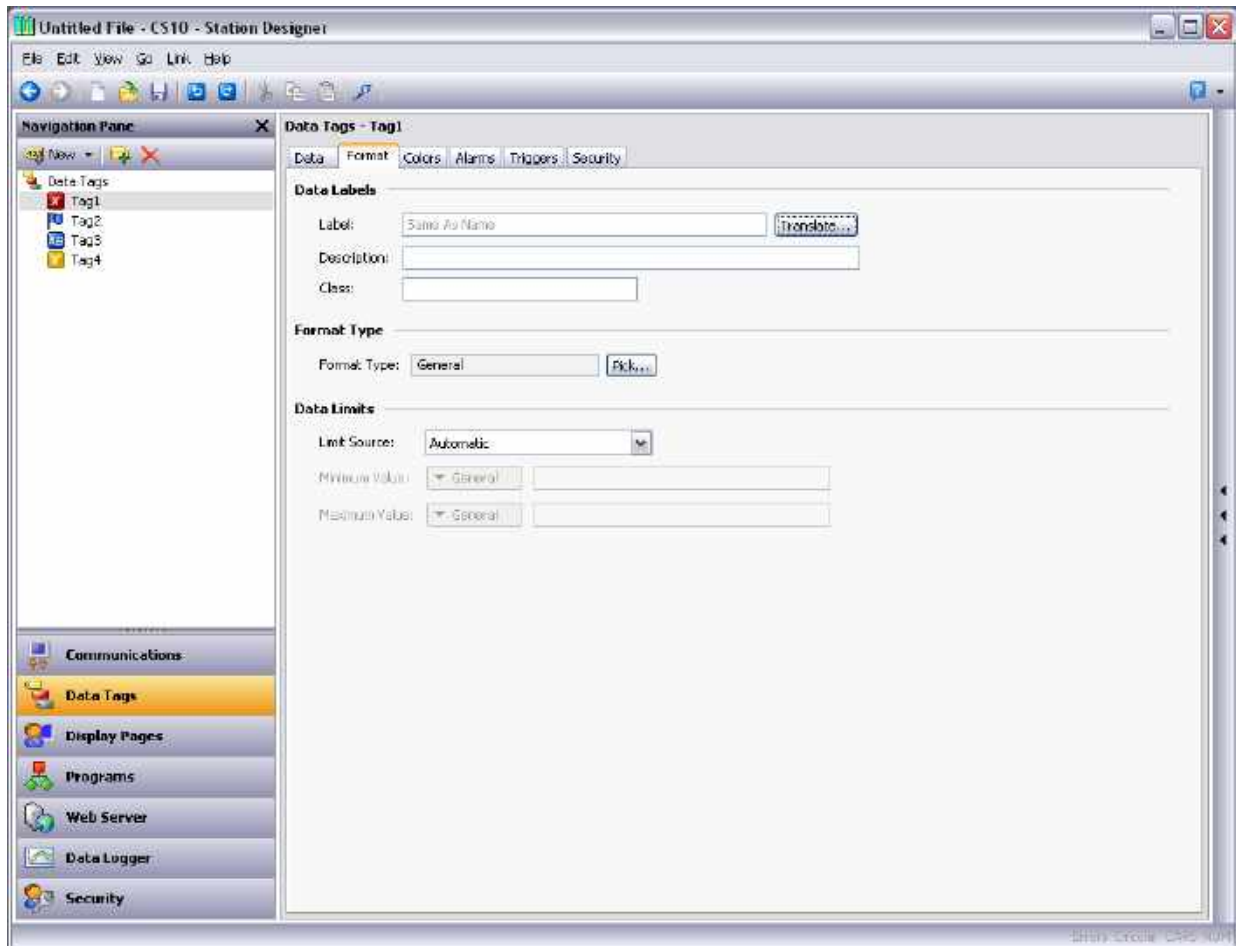 Untitled File - CS10 - Station Designer
File Edit View Go Link Help
Navigation Pane
New
Data Tags
Tag1
Tag2
Tag3
Tag4
Communications
Data Tags
Display Pages
Programs
Web Server
Data Logger
Security
Data Tags - Tag1
Data Format Colors Alarms Triggers Security
Data Labels
Label: Same As Name Translate...
Description:
Class:
Format Type
Format Type: General Pick...
Data Limits
Limit Source: Automatic
Minimum Value: General
Maximum Value: General
CAPS NUM